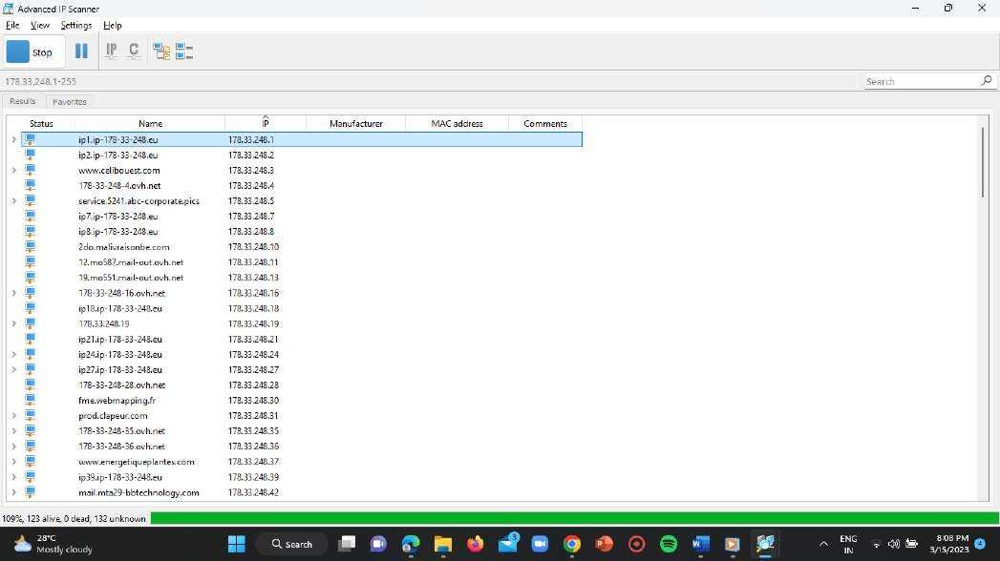 Advanced IP Scanner
File View Settings Help
Stop
IP C
178.33.248.1-255
Search
Results Favorites
Status Name IP Manufacturer MAC address Comments
ip1.ip-178-33-248.eu 178.33.248.1
ip2.ip-178-33-248.eu 178.33.248.2
www.celibouest.com 178.33.248.3
178-33-248-4.ovh.net 178.33.248.4
service.5241.abc-corporate.pics 178.33.248.5
ip7.ip-178-33-248.eu 178.33.248.7
ip8.ip-178-33-248.eu 178.33.248.8
2do.malivraisonbe.com 178.33.248.10
12.mo587.mail-out.ovh.net 178.33.248.11
19.mo551.mail-out.ovh.net 178.33.248.13
178-33-248-16.ovh.net 178.33.248.16
ip18.ip-178-33-248.eu 178.33.248.18
178.33.248.19 178.33.248.19
ip21.ip-178-33-248.eu 178.33.248.21
ip24.ip-178-33-248.eu 178.33.248.24
ip27.ip-178-33-248.eu 178.33.248.27
178-33-248-28.ovh.net 178.33.248.28
fme.webmapping.fr 178.33.248.30
prod.clapeur.com 178.33.248.31
178-33-248-35.ovh.net 178.33.248.35
178-33-248-36.ovh.net 178.33.248.36
www.energetiqueplantes.com 178.33.248.37
ip39.ip-178-33-248.eu 178.33.248.39
mail.mta29-bbtechnology.com 178.33.248.42
109%, 123 alive, 0 dead, 132 unknown
28°C
Mostly cloudy
Search
3
ENG
IN
8:08 PM
3/15/2023
4